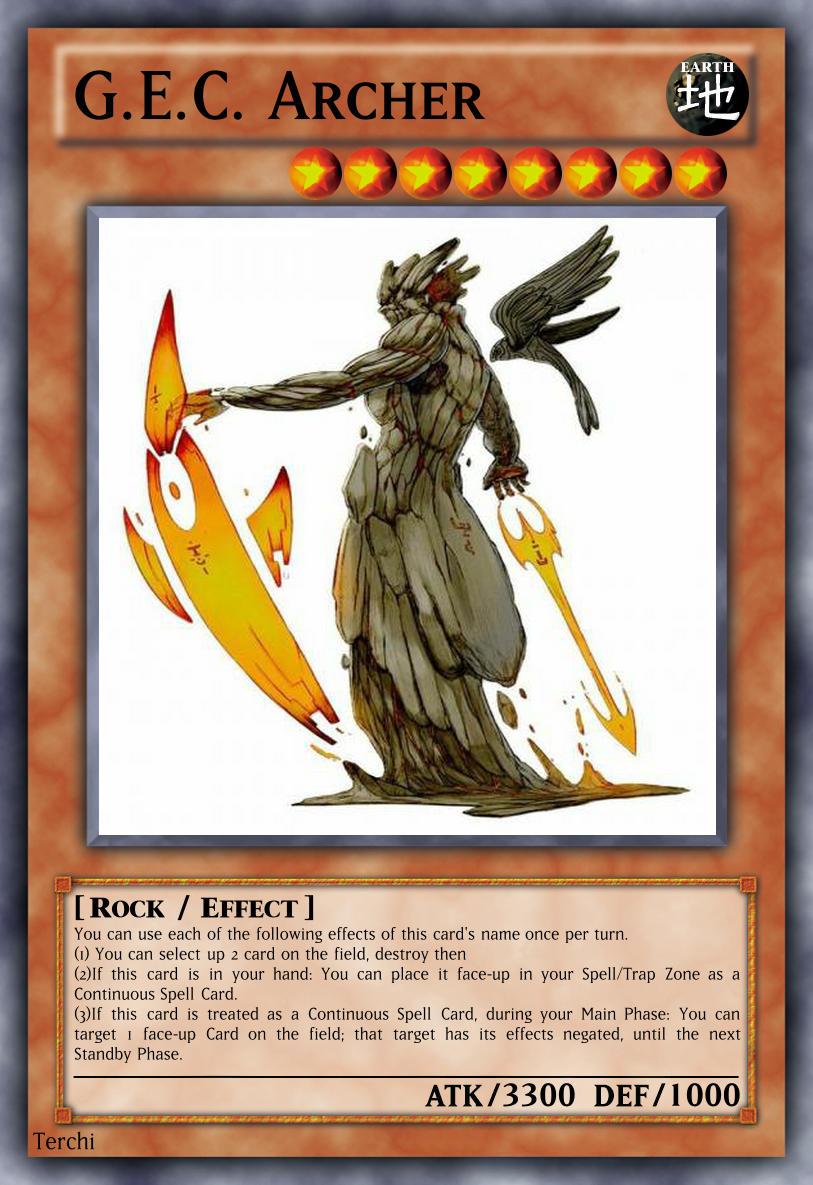 G.E.C. Archer
EARTH
地
[ Rock / Effect ]
You can use each of the following effects of this card's name once per turn.
(1) You can select up 2 card on the field, destroy then
(2)If this card is in your hand: You can place it face-up in your Spell/Trap Zone as a
Continuous Spell Card.
(3)If this card is treated as a Continuous Spell Card, during your Main Phase: You can
target 1 face-up Card on the field; that target has its effects negated, until the next
Standby Phase.
ATK/3300 DEF/1000
Terchi